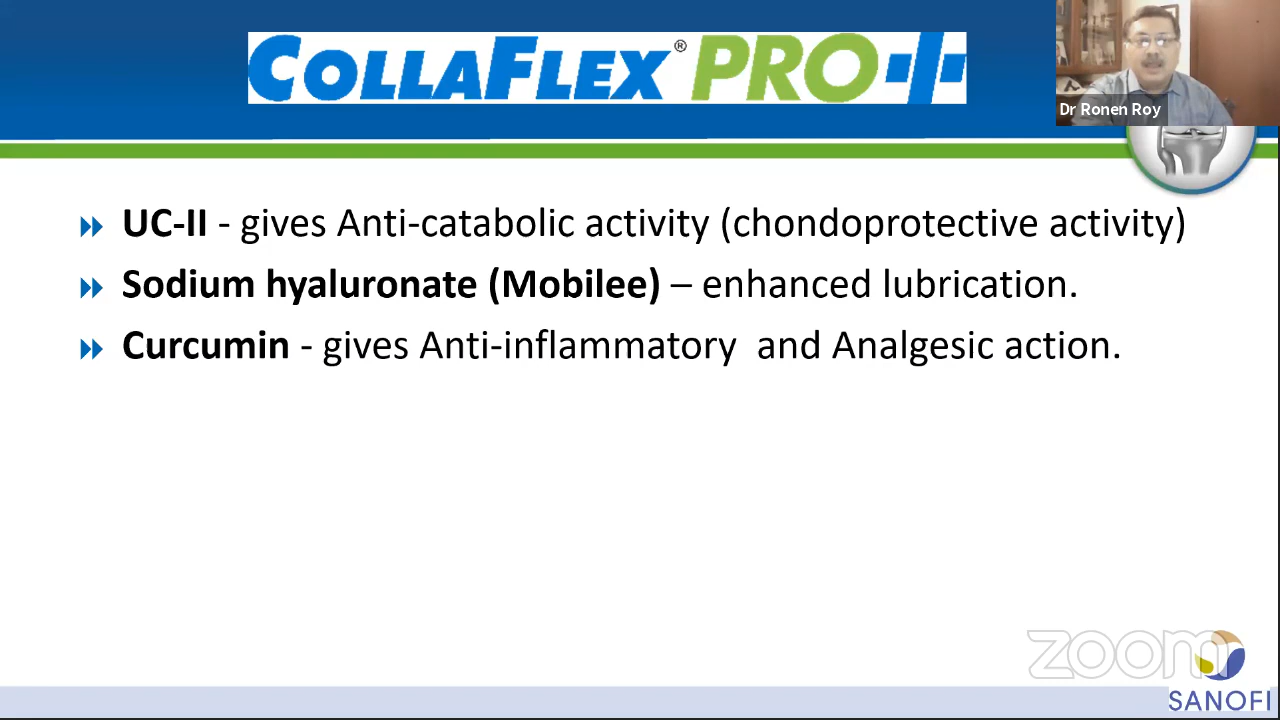 COLLAFLEX® PRO+
Dr Ronen Roy
UC-II - gives Anti-catabolic activity (chondoprotective activity)
Sodium hyaluronate (Mobilee) – enhanced lubrication.
Curcumin - gives Anti-inflammatory and Analgesic action.
zoom
SANOFI